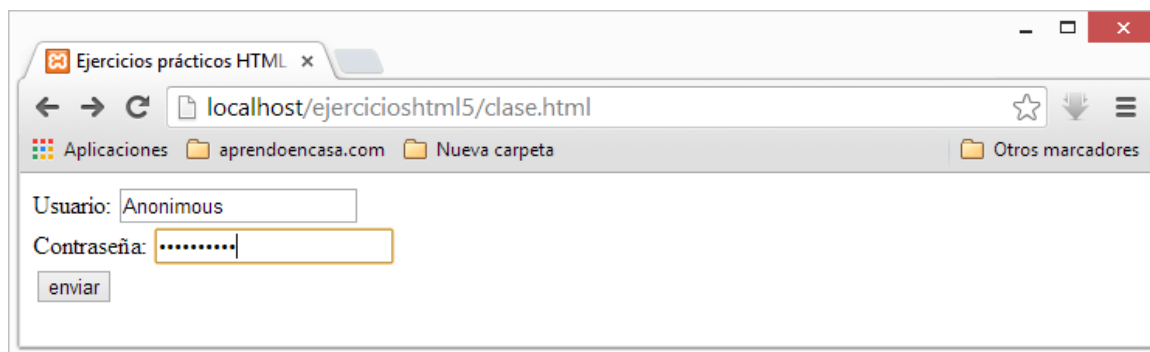 Ejercicios prácticos HTML
localhost/ejercicioshtml5/clase.html
Aplicaciones aprendoencasa.com Nueva carpeta Otros marcadores
Usuario: Anonimous
Contraseña: ••••••••••
enviar